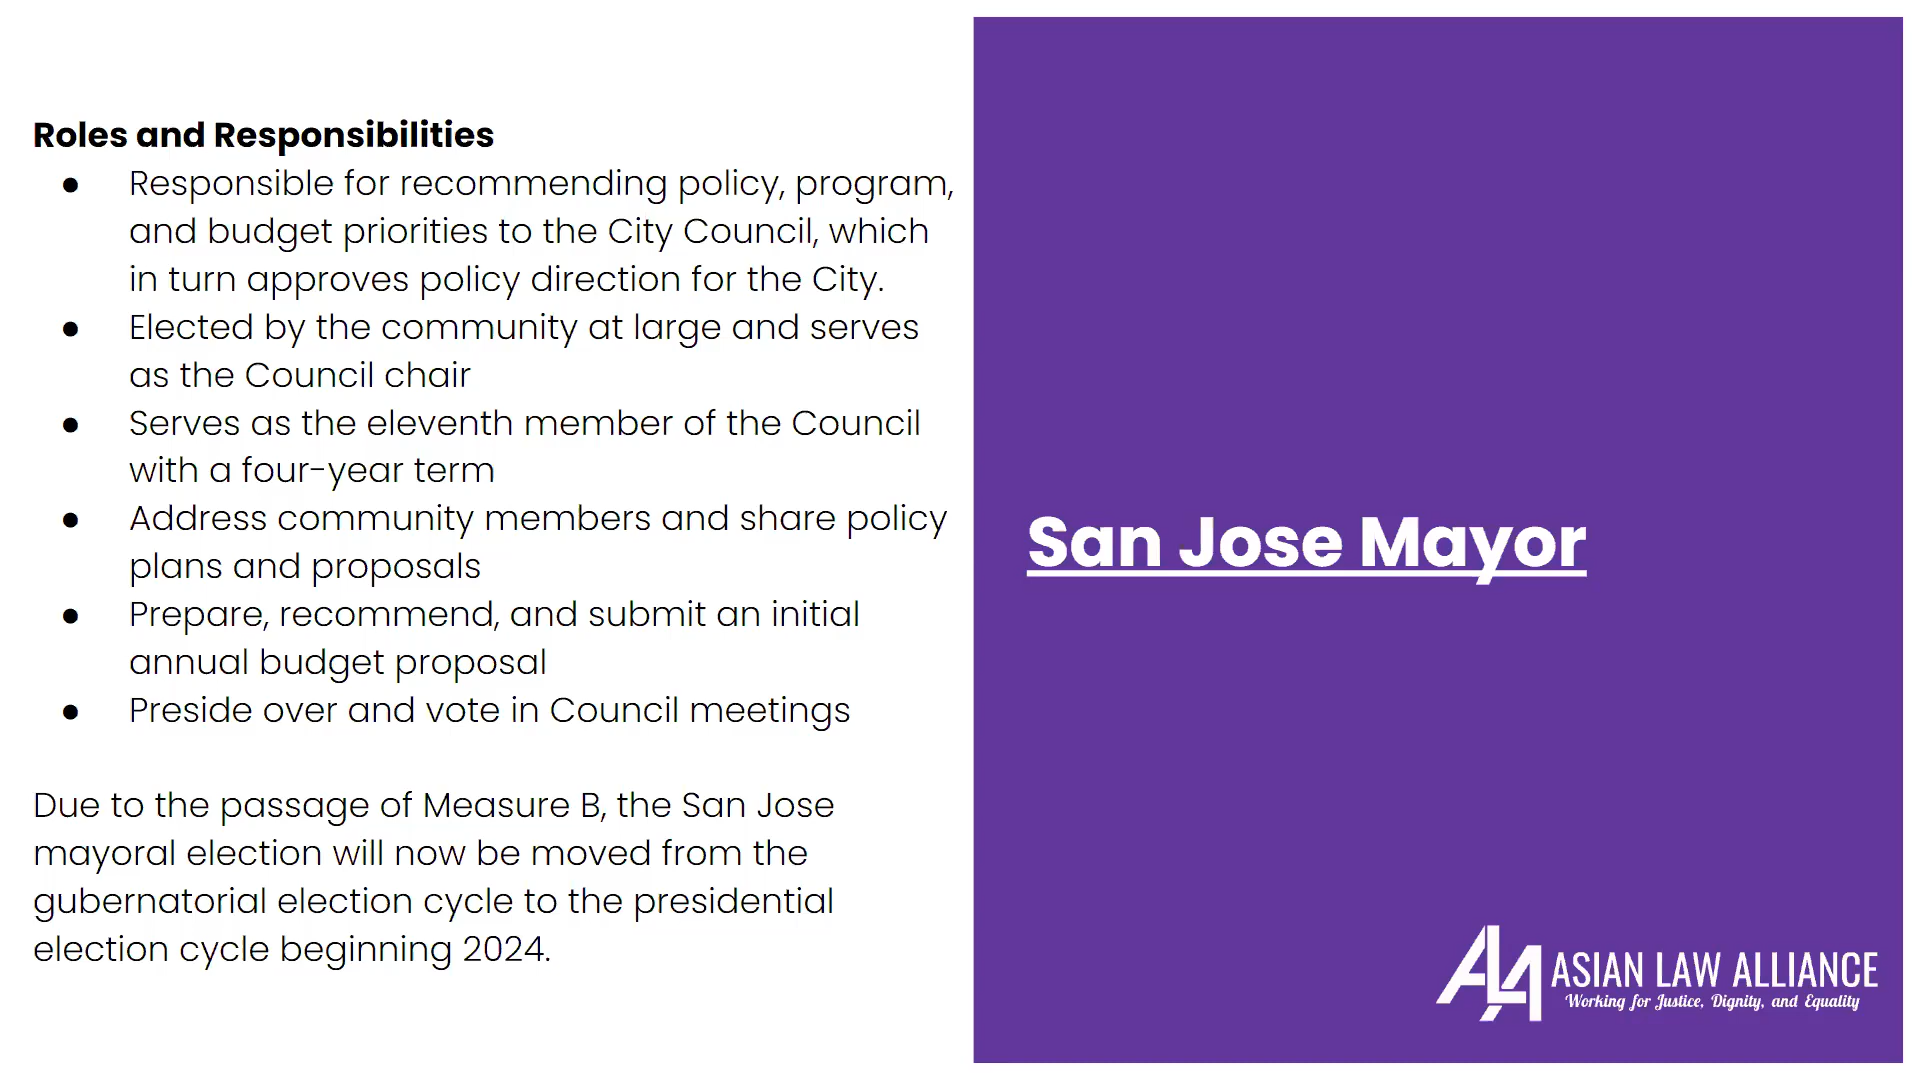 Roles and Responsibilities
● Responsible for recommending policy, program,
and budget priorities to the City Council, which
in turn approves policy direction for the City.
● Elected by the community at large and serves
as the Council chair
● Serves as the eleventh member of the Council
with a four-year term
● Address community members and share policy
plans and proposals
● Prepare, recommend, and submit an initial
annual budget proposal
● Preside over and vote in Council meetings
Due to the passage of Measure B, the San Jose
mayoral election will now be moved from the
gubernatorial election cycle to the presidential
election cycle beginning 2024.
San Jose Mayor
ALA ASIAN LAW ALLIANCE
Working for Justice, Dignity, and Equality